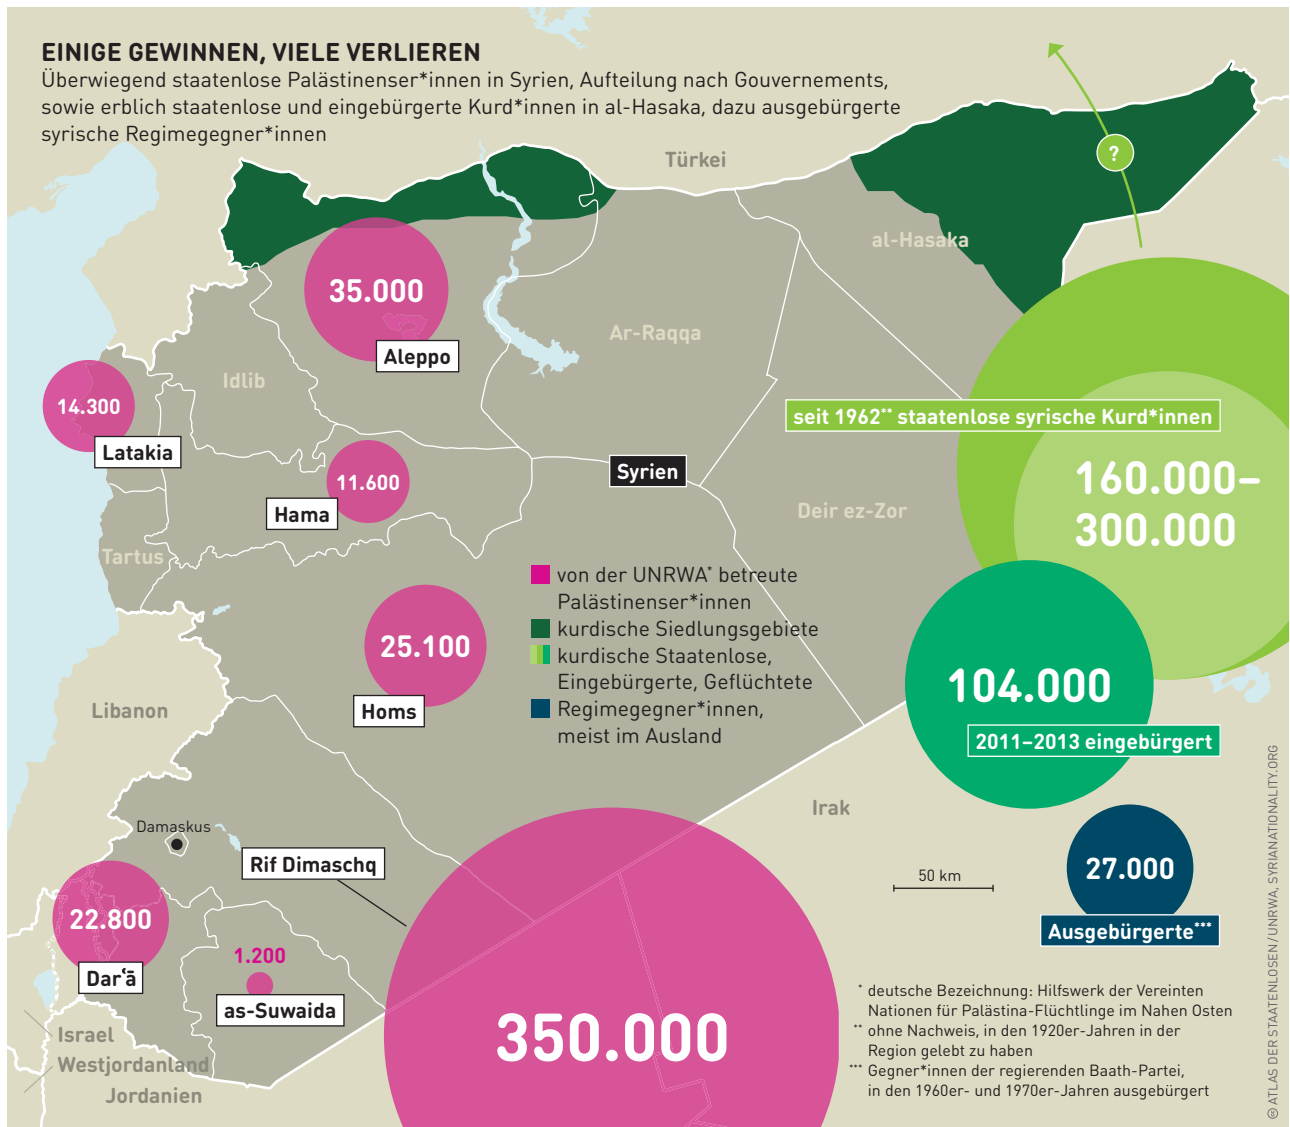 EINIGE GEWINNEN, VIELE VERLIEREN
Überwiegend staatenlose Palästinenser*innen in Syrien, Aufteilung nach Gouvernements,
sowie erblich staatenlose und eingebürgerte Kurd*innen in al-Hasaka, dazu ausgebürgerte
syrische Regimegegner*innen
Türkei
?
al-Hasaka
35.000
Aleppo
Ar-Raqqa
Idlib
14.300
Latakia
seit 1962** staatenlose syrische Kurd*innen
160.000–
300.000
Syrien
11.600
Hama
Deir ez-Zor
Tartus
von der UNRWA* betreute
Palästinenser*innen
kurdische Siedlungsgebiete
kurdische Staatenlose,
Eingebürgerte, Geflüchtete
Regimegegner*innen,
meist im Ausland
25.100
Homs
104.000
2011–2013 eingebürgert
Libanon
Irak
Damaskus
Rif Dimaschq
50 km
27.000
Ausgebürgerte***
22.800
Darʿā
1.200
as-Suwaida
350.000
Israel
Westjordanland
Jordanien
* deutsche Bezeichnung: Hilfswerk der Vereinten
Nationen für Palästina-Flüchtlinge im Nahen Osten
** ohne Nachweis, in den 1920er-Jahren in der
Region gelebt zu haben
*** Gegner*innen der regierenden Baath-Partei,
in den 1960er- und 1970er-Jahren ausgebürgert
ATLAS DER STAATENLOSEN / UNRWA, SYRIANATIONALITY.ORG